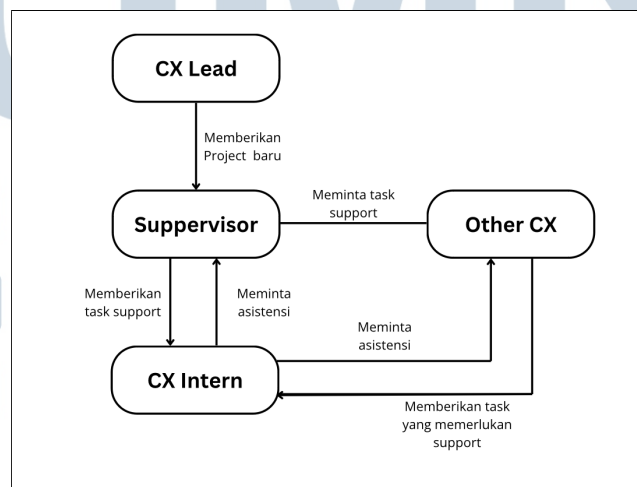 CX Lead
Memberikan
Project baru
Meminta task
support
Suppervisor
Other CX
Memberikan
task support
Meminta
asistensi
Meminta
asistensi
CX Intern
Memberikan task
yang memerlukan
support